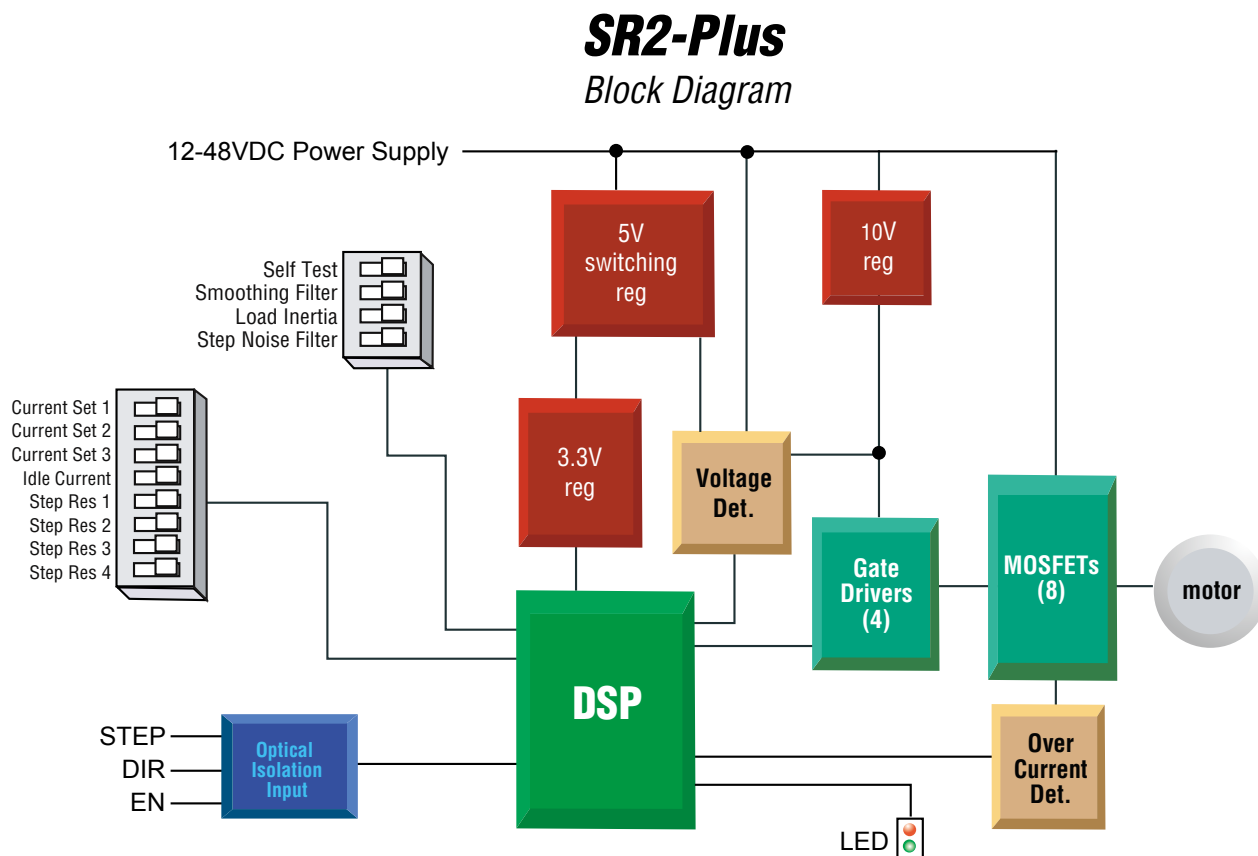 SR2-Plus
Block Diagram
12-48VDC Power Supply
5V
switching
reg
10V
reg
Self Test
Smoothing Filter
Load Inertia
Step Noise Filter
Current Set 1
Current Set 2
Current Set 3
Idle Current
Step Res 1
Step Res 2
Step Res 3
Step Res 4
3.3V
reg
Voltage
Det.
Gate
Drivers
(4)
MOSFETs
(8)
motor
DSP
STEP
DIR
EN
Optical
Isolation
Input
Over
Current
Det.
LED